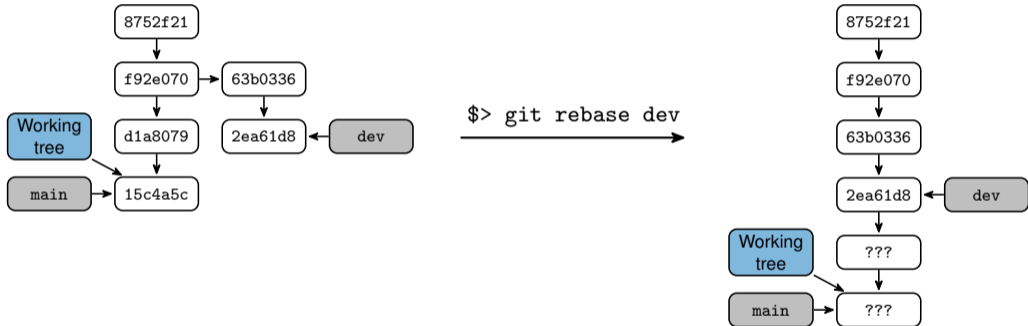 8752f21
f92e070
63b0336
Working
tree
d1a8079
2ea61d8
dev
main
15c4a5c
$> git rebase dev
8752f21
f92e070
63b0336
2ea61d8
dev
???
Working
tree
main
???